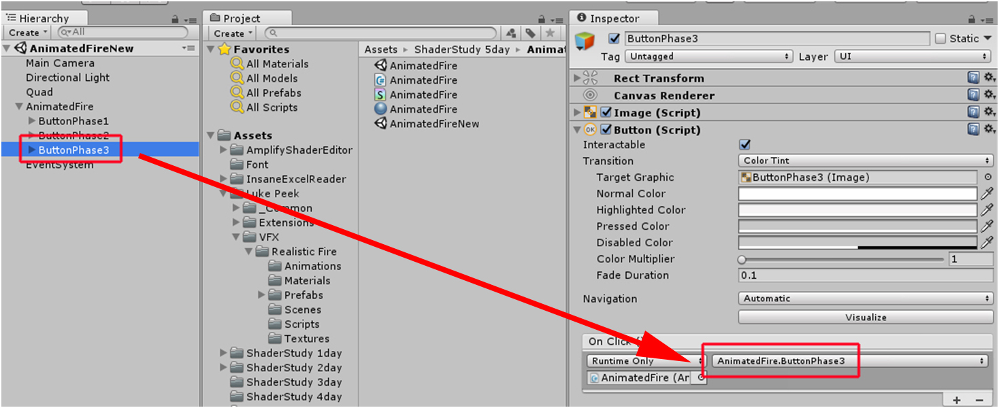 Hierarchy
Create
All
AnimatedFireNew
Main Camera
Directional Light
Quad
AnimatedFire
ButtonPhase1
ButtonPhase2
ButtonPhase3
EventSystem
Project
Create
Favorites
All Materials
All Models
All Prefabs
All Scripts
Assets
AmplifyShaderEditor
Font
InsaneExcelReader
Luke Peek
_Common
Extensions
VFX
Realistic Fire
Animations
Materials
Prefabs
Scenes
Scripts
Textures
ShaderStudy 1day
ShaderStudy 2day
ShaderStudy 3day
ShaderStudy 4day
Assets ▸ ShaderStudy 5day ▸ Animat
AnimatedFire
AnimatedFire
AnimatedFire
AnimatedFire
AnimatedFireNew
Inspector
ButtonPhase3 Static
Tag Untagged Layer UI
Rect Transform
Canvas Renderer
Image (Script)
OK Button (Script)
Interactable
Transition Color Tint
Target Graphic ButtonPhase3 (Image)
Normal Color
Highlighted Color
Pressed Color
Disabled Color
Color Multiplier 1
Fade Duration 0.1
Navigation Automatic
Visualize
On Click ()
Runtime Only AnimatedFire.ButtonPhase3
AnimatedFire (Ar